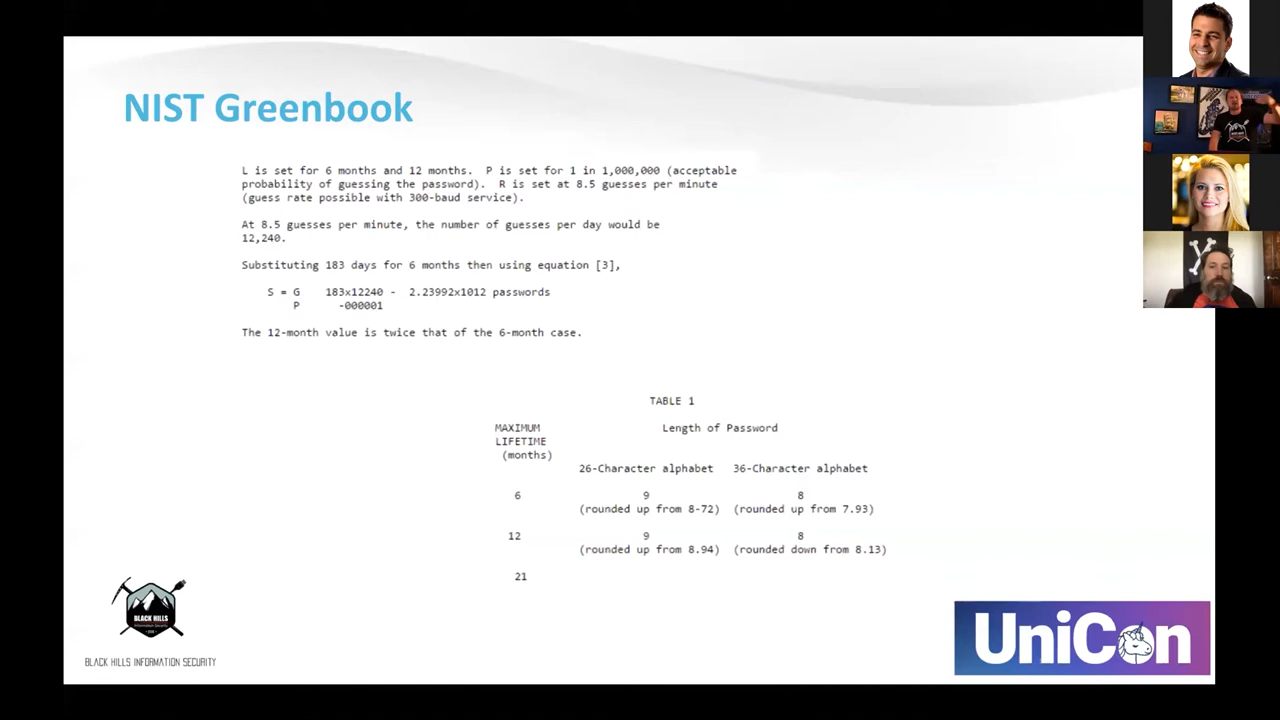 NIST Greenbook
L is set for 6 months and 12 months. P is set for 1 in 1,000,000 (acceptable
probability of guessing the password). R is set at 8.5 guesses per minute
(guess rate possible with 300-baud service).
At 8.5 guesses per minute, the number of guesses per day would be
12,240.
Substituting 183 days for 6 months then using equation [3],
S = G 183x12240 - 2.23992x1012 passwords
P -000001
The 12-month value is twice that of the 6-month case.
TABLE 1
MAXIMUM Length of Password
LIFETIME
(months)
26-Character alphabet 36-Character alphabet
6 9 8
(rounded up from 8-72) (rounded up from 7.93)
12 9 8
(rounded up from 8.94) (rounded down from 8.13)
21
BLACK HILLS
Information Security
BLACK HILLS INFORMATION SECURITY
UniCon